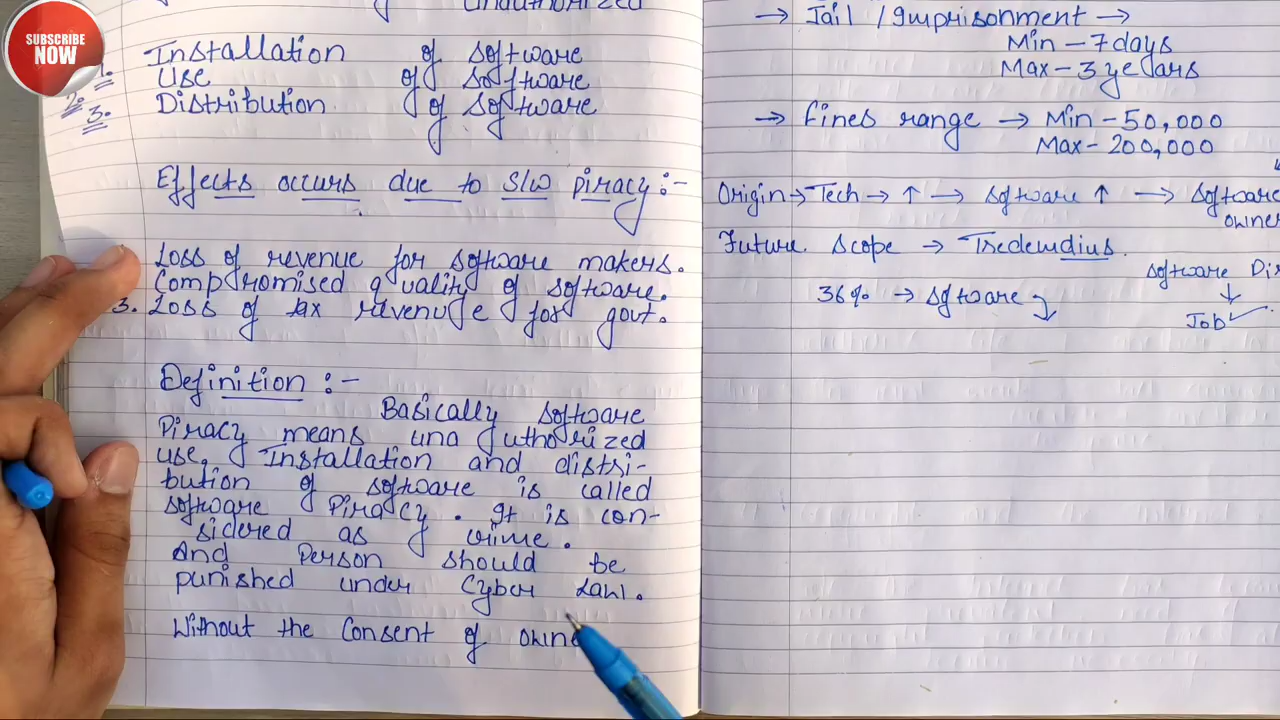 SUBSCRIBE
NOW
Unauthorized
1. Installation of software
2. Use of software
3. Distribution of software
Effects occurs due to S/W Piracy :-
Loss of revenue for software makers.
Compromised quality of software.
3. Loss of tax revenue for govt.
Definition :-
Basically software
Piracy means unauthorized
use, Installation and distri-
bution of software is called
software Piracy. It is con-
sidered as a crime.
And Person should be
punished under Cyber Law.
Without the Consent of
→ Jail / Imprisonment →
Min - 7 days
Max - 3 years
→ fines range → Min - 50,000
Max - 200,000
Origin → Tech → ↑ → software ↑ → software
owner
Future Scope →
software
36% → software ↓
Job ✓